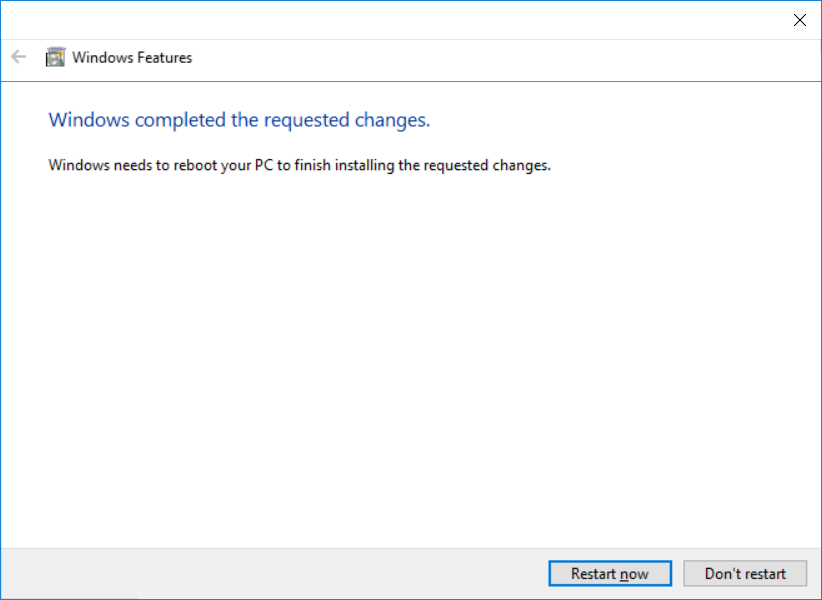 Windows Features
Windows completed the requested changes.
Windows needs to reboot your PC to finish installing the requested changes.
Restart now
Don't restart